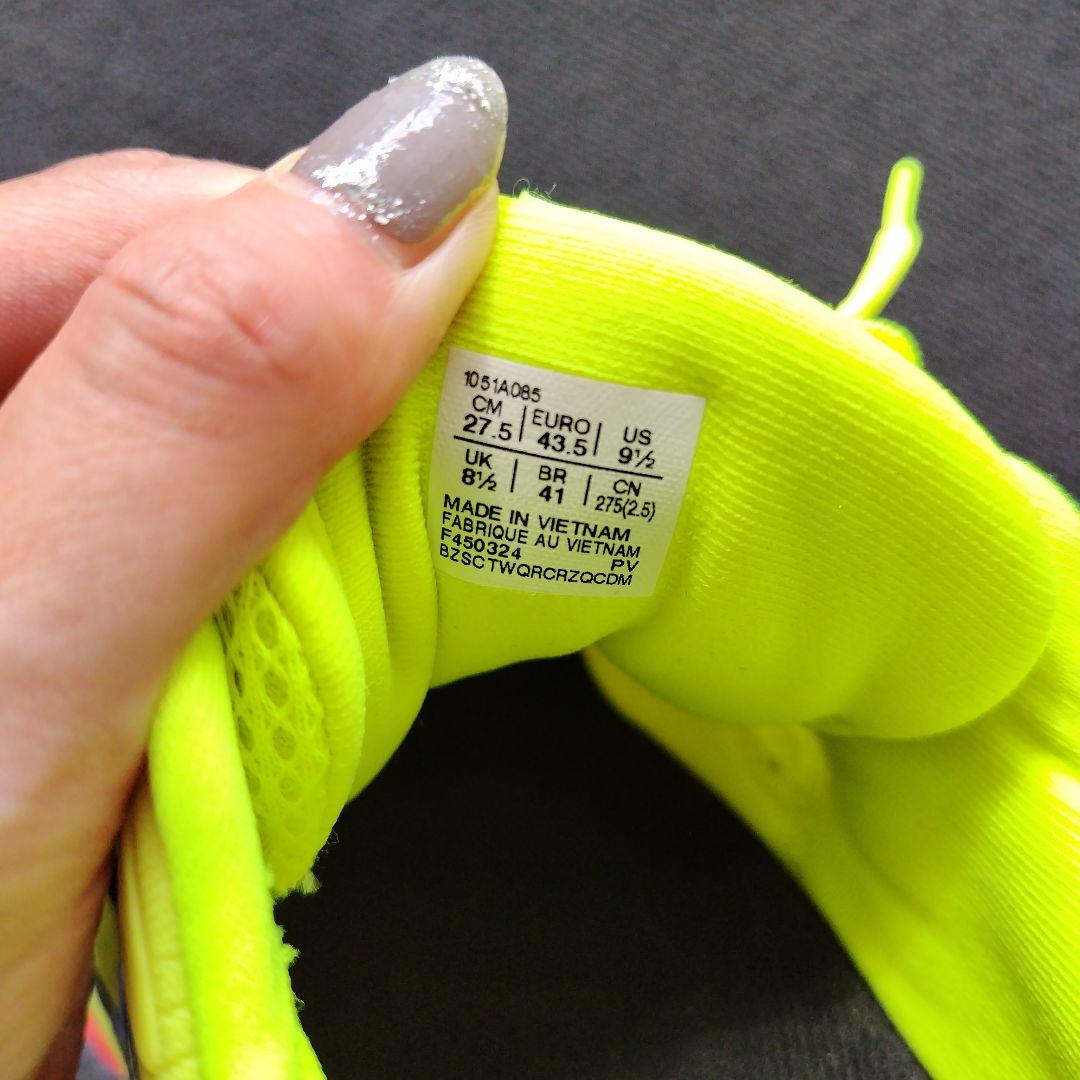 1051A085
CM 27.5 | EURO 43.5 | US 9½
UK 8½ | BR 41 | CN 275(2.5)
MADE IN VIETNAM
FABRIQUE AU VIETNAM
F450324 PV
BZSCTWQRCRZQCDM